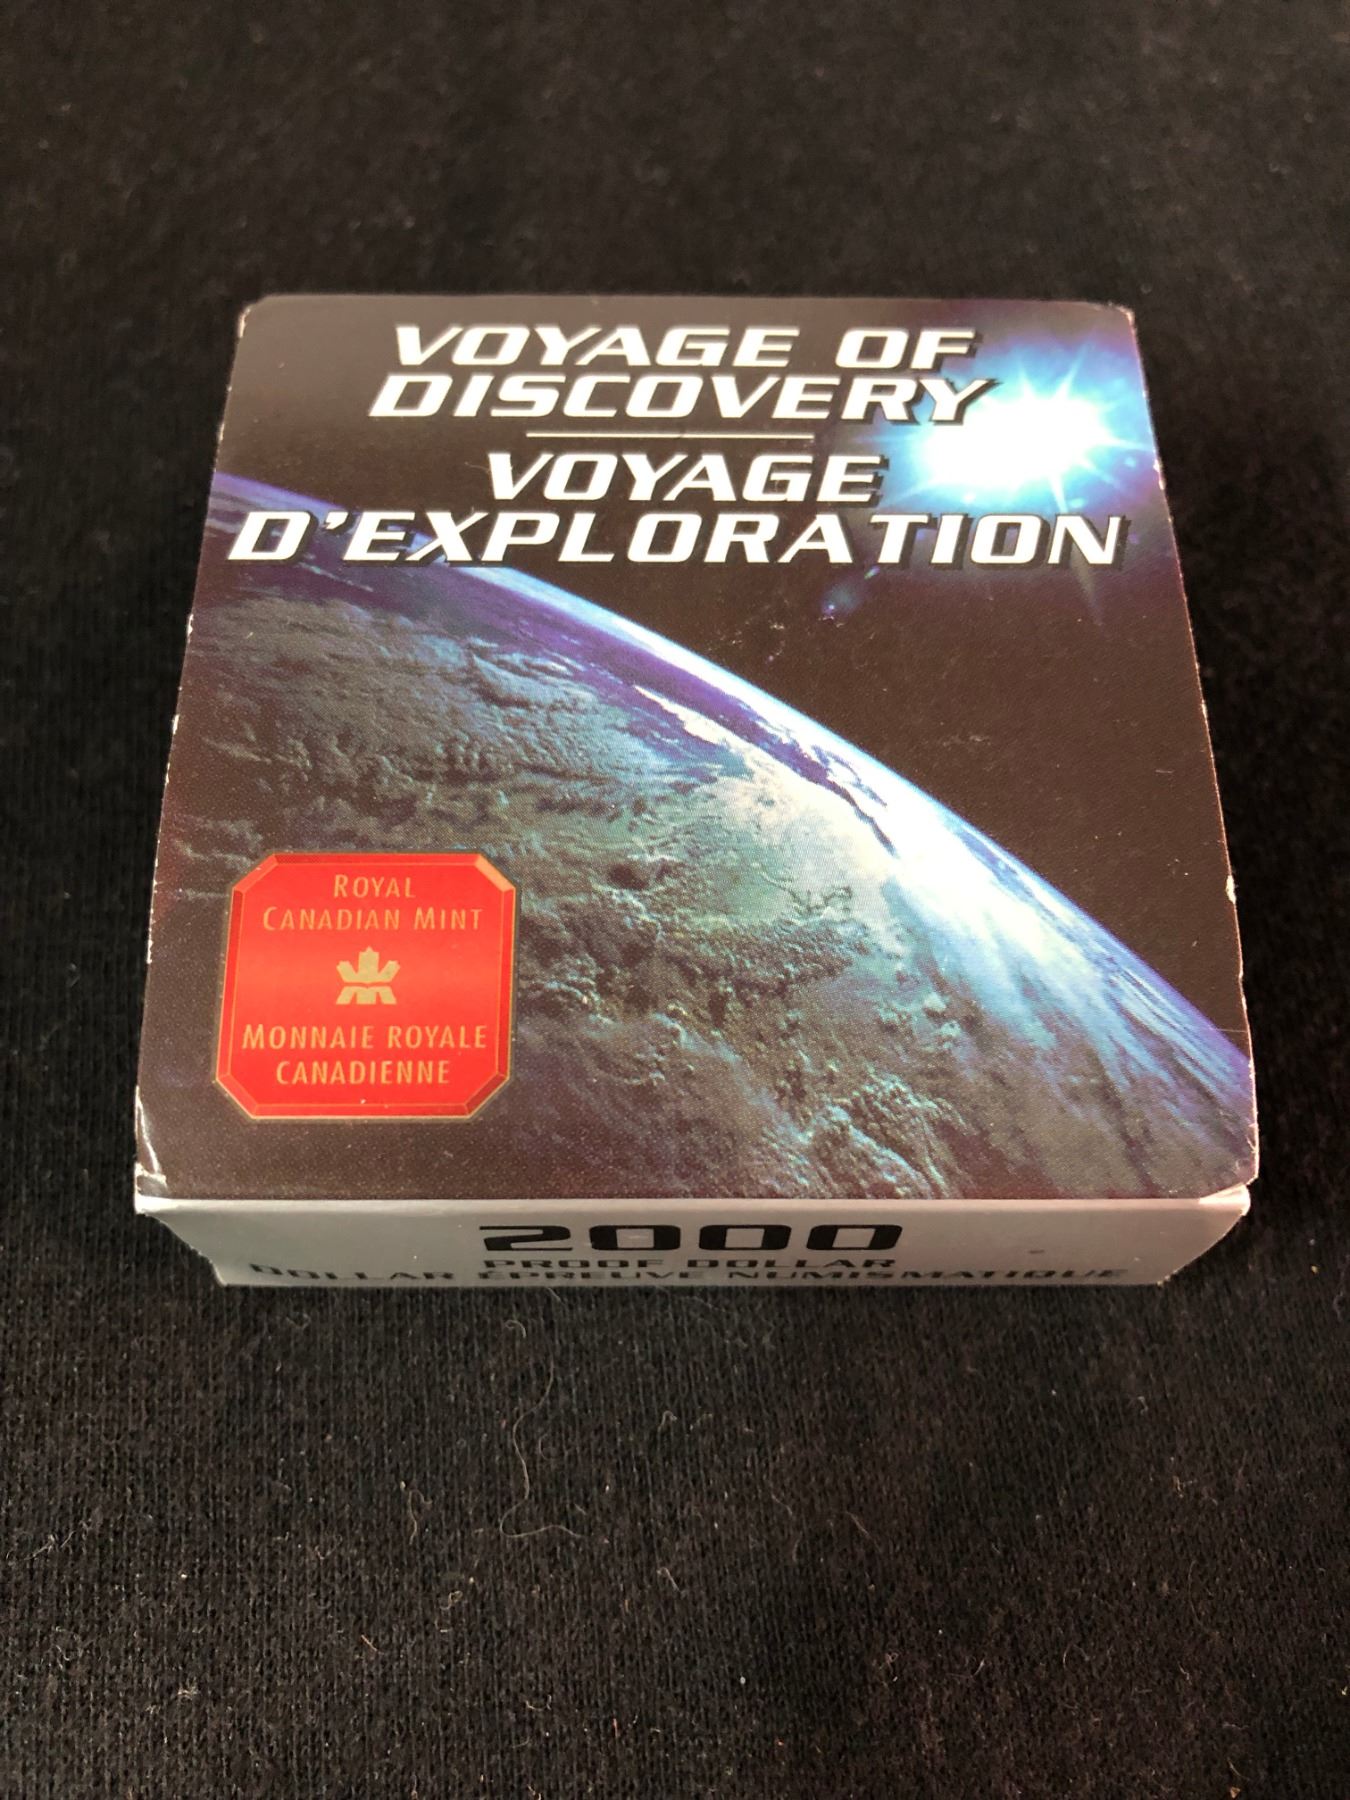 VOYAGE OF
DISCOVERY
VOYAGE
D'EXPLORATION
ROYAL
CANADIAN MINT
MONNAIE ROYALE
CANADIENNE
2000
PROOF DOLLAR
DOLLAR ÉPREUVE NUMISMATIQUE